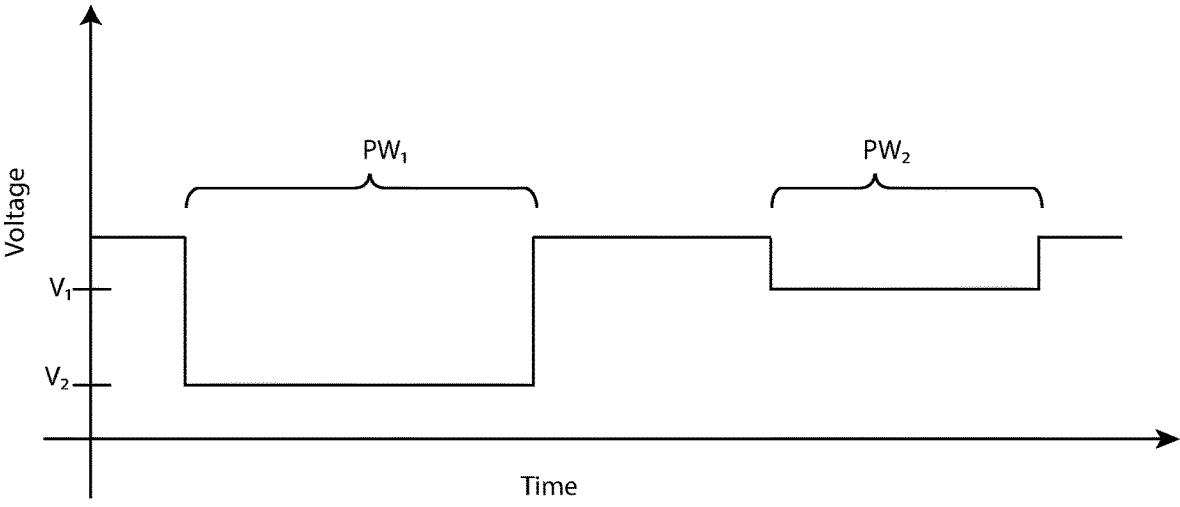 PW₁
PW₂
Voltage
V₁
V₂
Time